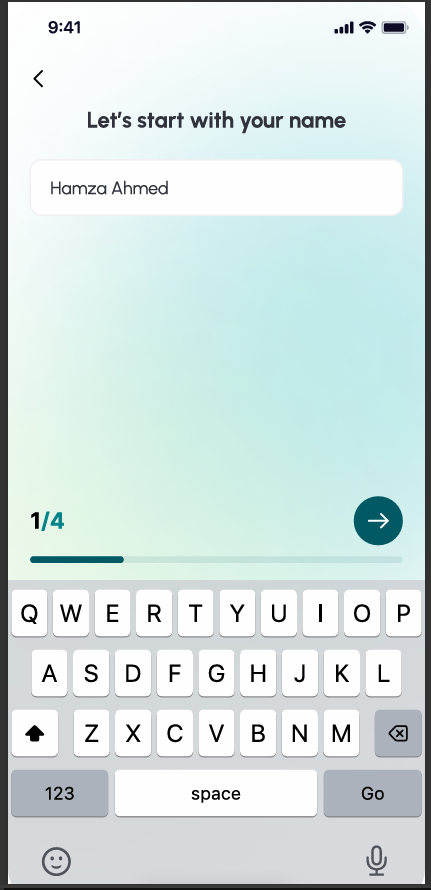 9:41
Let's start with your name
Hamza Ahmed
1/4
Q W E R T Y U I O P
A S D F G H J K L
Z X C V B N M
123 space Go